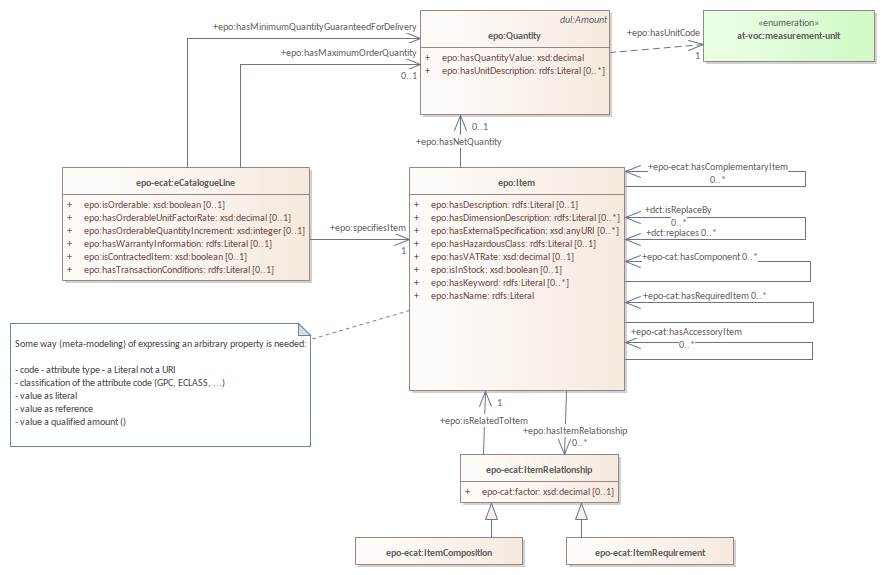 +epo:hasMinimumQuantityGuaranteedForDelivery
+epo:hasMaximumOrderQuantity
0..1
dul:Amount
epo:Quantity
+ epo:hasQuantityValue: xsd:decimal
+ epo:hasUnitDescription: rdfs:Literal [0..*]
+epo:hasUnitCode
1
«enumeration»
at-voc:measurement-unit
0..1
+epo:hasNetQuantity
epo-ecat:eCatalogueLine
+ epo:isOrderable: xsd:boolean [0..1]
+ epo:hasOrderableUnitFactorRate: xsd:decimal [0..1]
+ epo:hasOrderableQuantityIncrement: xsd:integer [0..1]
+ epo:hasWarrantyInformation: rdfs:Literal [0..1]
+ epo:isContractedItem: xsd:boolean [0..1]
+ epo:hasTransactionConditions: rdfs:Literal [0..1]
+epo:specifiesItem
1
epo:Item
+ epo:hasDescription: rdfs:Literal [0..1]
+ epo:hasDimensionDescription: rdfs:Literal [0..*]
+ epo:hasExternalSpecification: xsd:anyURI [0..*]
+ epo:hasHazardousClass: rdfs:Literal [0..1]
+ epo:hasVATRate: xsd:decimal [0..1]
+ epo:isInStock: xsd:boolean [0..1]
+ epo:hasKeyword: rdfs:Literal [0..*]
+ epo:hasName: rdfs:Literal
+epo-ecat:hasComplementaryItem
0..*
+dct:isReplaceBy
0..*
+dct:replaces 0..*
+epo-cat:hasComponent 0..*
+epo-cat:hasRequiredItem 0..*
+epo-cat:hasAccessoryItem
0..*
Some way (meta-modeling) of expressing an arbitrary property is needed:
- code - attribute type - a Literal not a URI
- classification of the attribute code (GPC, ECLASS, ...)
- value as literal
- value as reference
- value a qualified amount ()
1
+epo:isRelatedToItem
+epo:hasItemRelationship
0..*
epo-ecat:ItemRelationship
+ epo-cat:factor: xsd:decimal [0..1]
epo-ecat:ItemComposition
epo-ecat:ItemRequirement